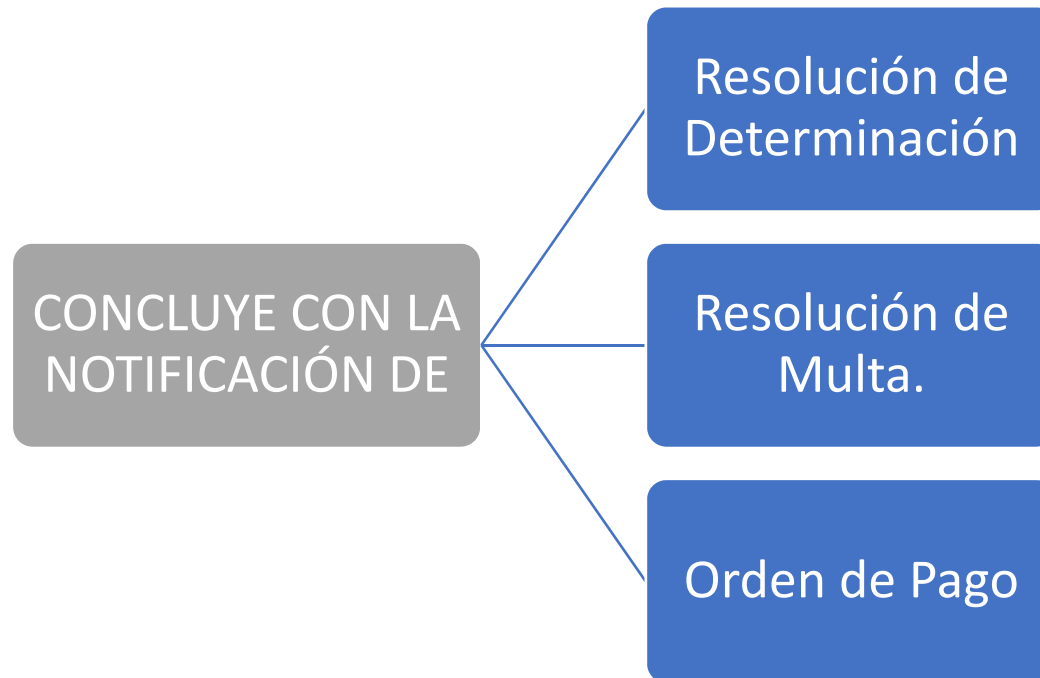 CONCLUYE CON LA
NOTIFICACIÓN DE
Resolución de
Determinación
Resolución de
Multa.
Orden de Pago